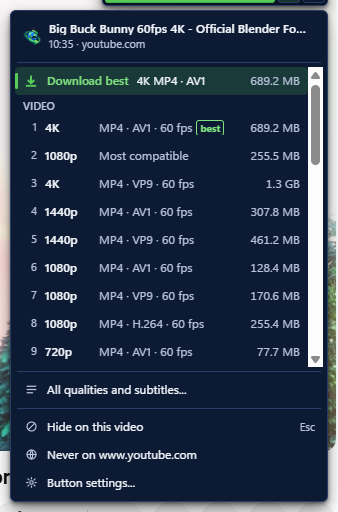 Big Buck Bunny 60fps 4K - Official Blender Fo...
10:35 · youtube.com
Download best 4K MP4 · AV1 689.2 MB
VIDEO
1 4K MP4 · AV1 · 60 fps best 689.2 MB
2 1080p Most compatible 255.5 MB
3 4K MP4 · VP9 · 60 fps 1.3 GB
4 1440p MP4 · AV1 · 60 fps 307.8 MB
5 1440p MP4 · VP9 · 60 fps 461.2 MB
6 1080p MP4 · AV1 · 60 fps 128.4 MB
7 1080p MP4 · VP9 · 60 fps 170.6 MB
8 1080p MP4 · H.264 · 60 fps 255.4 MB
9 720p MP4 · AV1 · 60 fps 77.7 MB
All qualities and subtitles...
Hide on this video Esc
Never on www.youtube.com
Button settings...